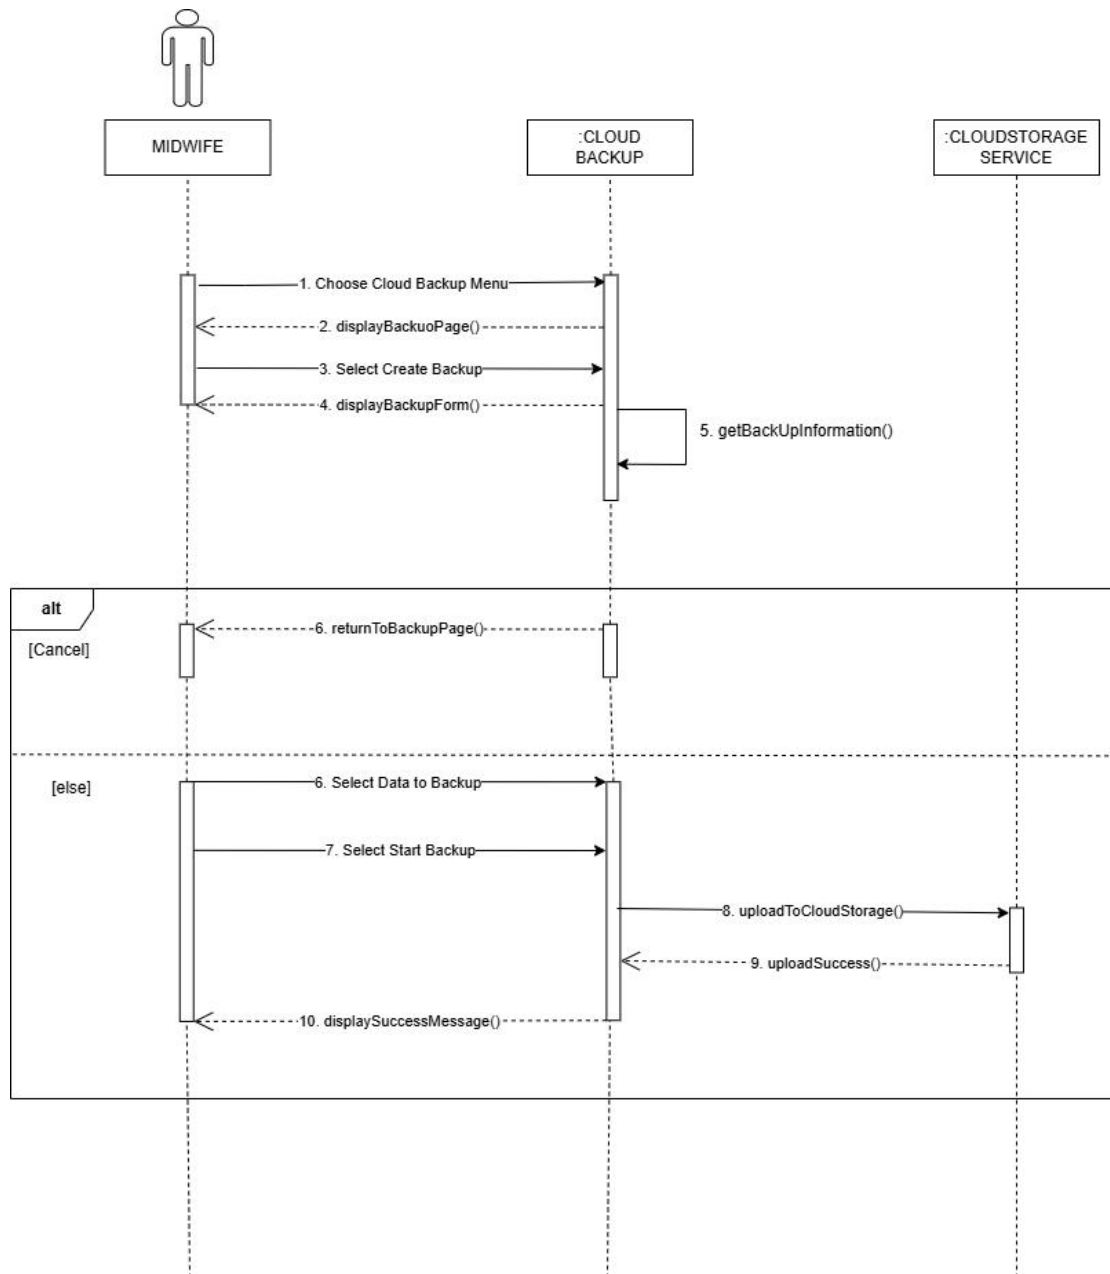 MIDWIFE
:CLOUD
BACKUP
:CLOUDSTORAGE
SERVICE
1. Choose Cloud Backup Menu
2. displayBackuoPage()
3. Select Create Backup
4. displayBackupForm()
5. getBackUpInformation()
alt
[Cancel]
6. returnToBackupPage()
[else]
6. Select Data to Backup
7. Select Start Backup
8. uploadToCloudStorage()
9. uploadSuccess()
10. displaySuccessMessage()